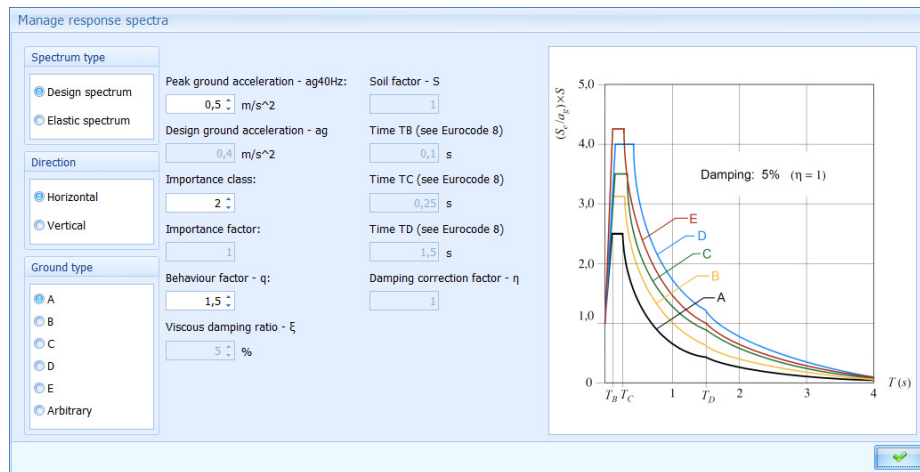 Manage response spectra
Spectrum type
Design spectrum
Elastic spectrum
Direction
Horizontal
Vertical
Ground type
A
B
C
D
E
Arbitrary
Peak ground acceleration - ag40Hz:
0,5 m/s^2
Design ground acceleration - ag
0,4 m/s^2
Importance class:
2
Importance factor:
1
Behaviour factor - q:
1,5
Viscous damping ratio - ξ
5 %
Soil factor - S
1
Time TB (see Eurocode 8)
0,1 s
Time TC (see Eurocode 8)
0,25 s
Time TD (see Eurocode 8)
1,5 s
Damping correction factor - η
1
(Se/ag)×S
5,0
4,0
3,0
2,0
1,0
0
Damping: 5% (η = 1)
E
D
C
B
A
TB TC 1 TD 2 3 4
T (s)